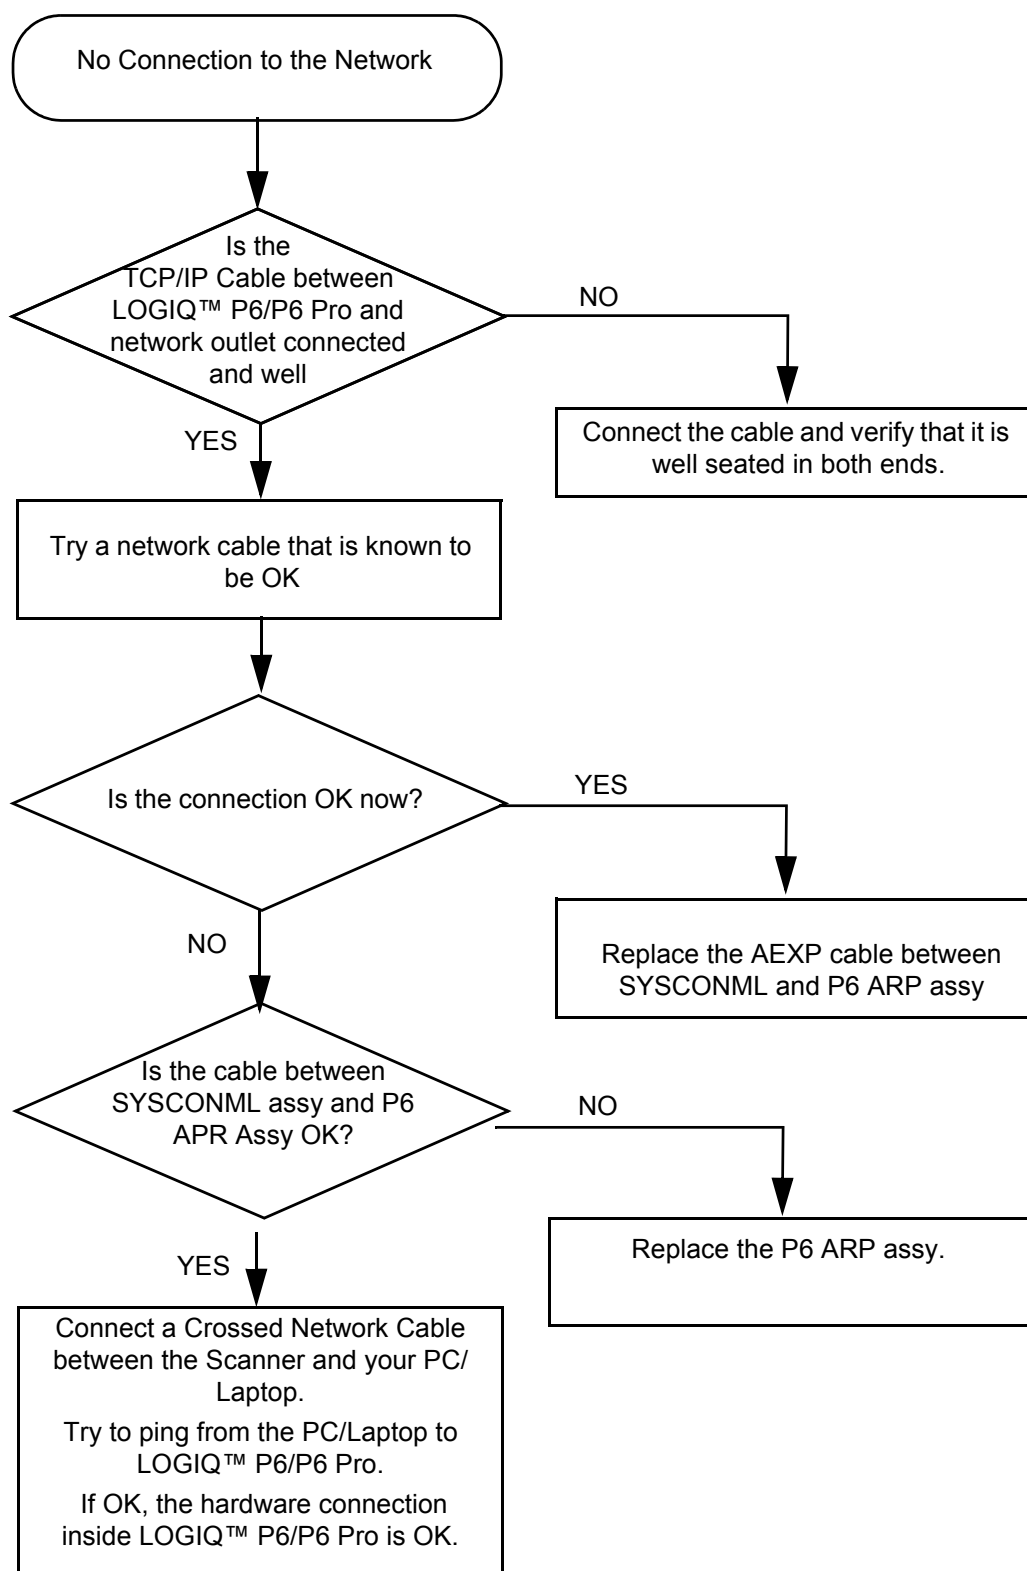 No Connection to the Network
Is the
TCP/IP Cable between
LOGIQ™ P6/P6 Pro and
network outlet connected
and well
NO
Connect the cable and verify that it is
well seated in both ends.
YES
Try a network cable that is known to
be OK
Is the connection OK now?
YES
Replace the AEXP cable between
SYSCONML and P6 ARP assy
NO
Is the cable between
SYSCONML assy and P6
APR Assy OK?
NO
Replace the P6 ARP assy.
YES
Connect a Crossed Network Cable
between the Scanner and your PC/
Laptop.
Try to ping from the PC/Laptop to
LOGIQ™ P6/P6 Pro.
If OK, the hardware connection
inside LOGIQ™ P6/P6 Pro is OK.